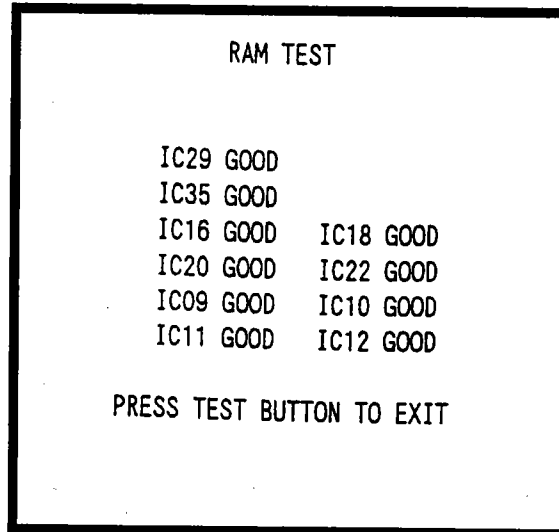 RAM TEST
IC29 GOOD
IC35 GOOD
IC16 GOOD IC18 GOOD
IC20 GOOD IC22 GOOD
IC09 GOOD IC10 GOOD
IC11 GOOD IC12 GOOD
PRESS TEST BUTTON TO EXIT